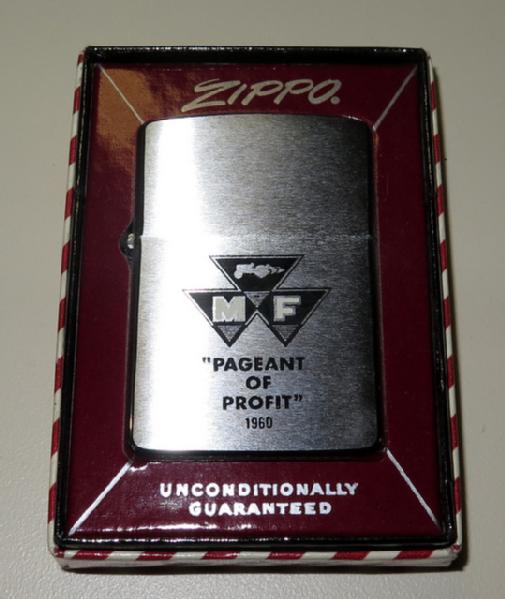 ZIPPO.
M F
"PAGEANT
OF
PROFIT"
1960
UNCONDITIONALLY
GUARANTEED